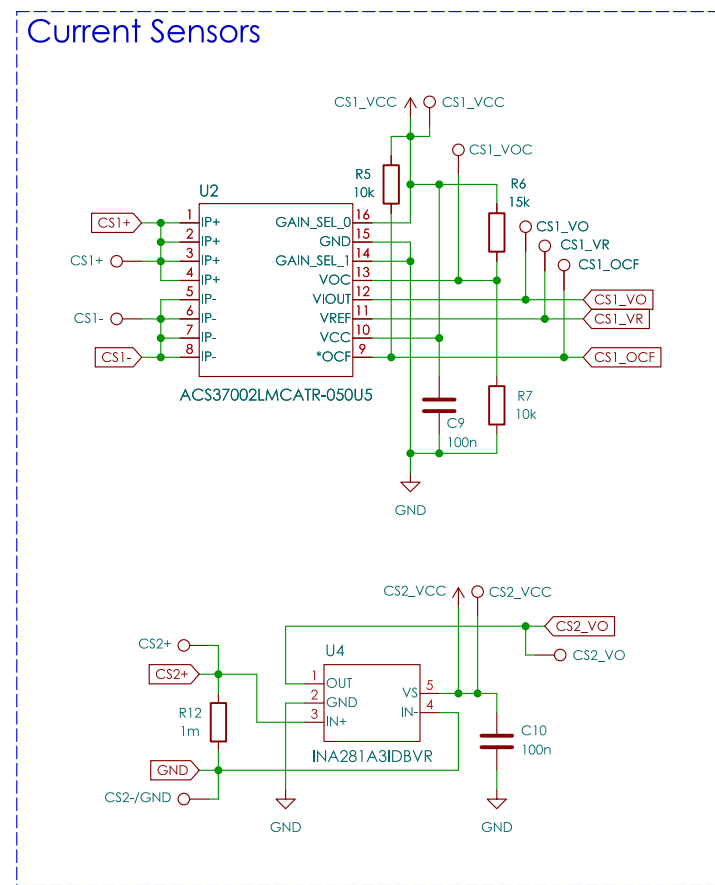 Current Sensors
CS1_VCC CS1_VCC
CS1_VOC
R5
10k
R6
15k
U2
CS1+ 1 IP+ GAIN_SEL_0 16
2 IP+ GND 15
CS1+ 3 IP+ GAIN_SEL_1 14
4 IP+ VOC 13
5 IP- VIOUT 12
CS1- 6 IP- VREF 11
7 IP- VCC 10
CS1- 8 IP- *OCF 9
CS1_VO
CS1_VR
CS1_OCF
CS1_VO
CS1_VR
CS1_OCF
ACS37002LMCATR-050U5
R7
10k
C9
100n
GND
CS2_VCC CS2_VCC
CS2+
CS2+
CS2_VO
CS2_VO
U4
1 OUT VS 5
2 GND IN- 4
3 IN+
INA281A3IDBVR
R12
1m
C10
100n
GND
CS2-/GND
GND
GND